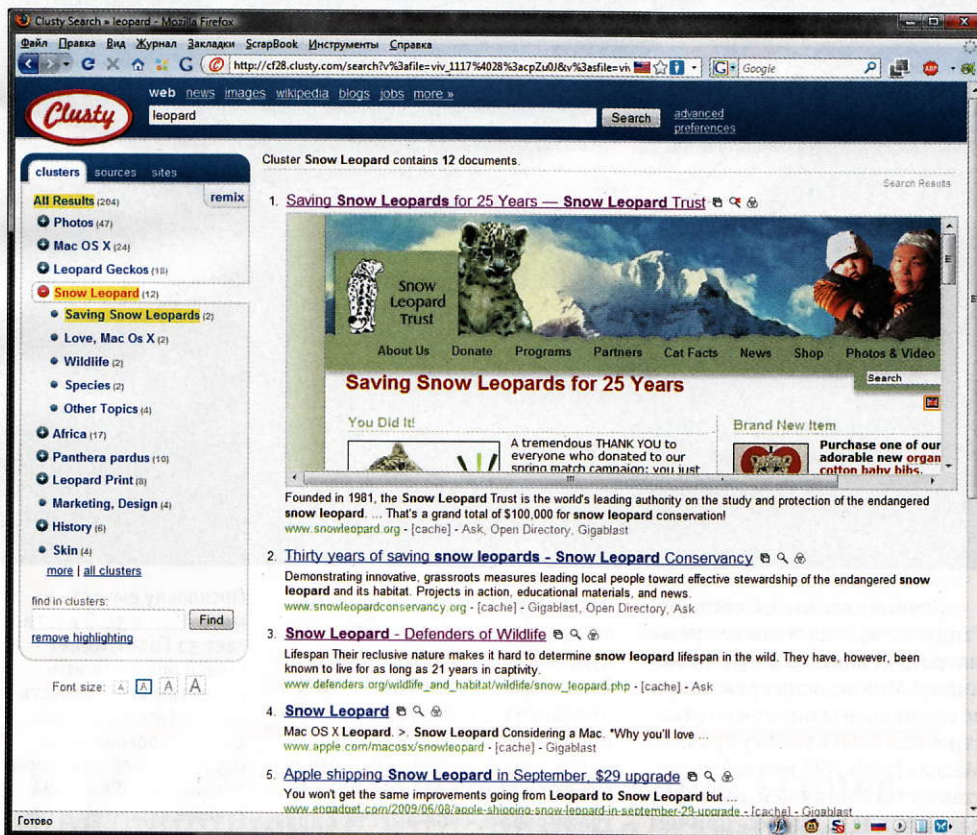 Clusty Search » leopard - Mozilla Firefox
Файл Правка Вид Журнал Закладки ScrapBook Инструменты Справка
http://cf28.clusty.com/search?v%3afile=viv_1117%4028%3acpZu0J&v%3asfile=viv
Google
Clusty
web news images wikipedia blogs jobs more »
leopard
Search
advanced
preferences
clusters sources sites
remix
All Results (204)
Photos (47)
Mac OS X (24)
Leopard Geckos (18)
Snow Leopard (12)
Saving Snow Leopards (2)
Love, Mac Os X (2)
Wildlife (2)
Species (2)
Other Topics (4)
Africa (17)
Panthera pardus (10)
Leopard Print (8)
Marketing, Design (4)
History (6)
Skin (4)
more | all clusters
find in clusters:
Find
remove highlighting
Font size: A A A A
Cluster Snow Leopard contains 12 documents.
Search Results
1. Saving Snow Leopards for 25 Years — Snow Leopard Trust
Snow
Leopard
Trust
About Us Donate Programs Partners Cat Facts News Shop Photos & Video
Search
Saving Snow Leopards for 25 Years
You Did It!
A tremendous THANK YOU to
everyone who donated to our
spring match campaign: you just
Brand New Item
Purchase one of our
adorable new organ
cotton baby bibs.
Founded in 1981, the Snow Leopard Trust is the world's leading authority on the study and protection of the endangered
snow leopard. ... That's a grand total of $100,000 for snow leopard conservation!
www.snowleopard.org - [cache] - Ask, Open Directory, Gigablast
2. Thirty years of saving snow leopards - Snow Leopard Conservancy
Demonstrating innovative, grassroots measures leading local people toward effective stewardship of the endangered snow
leopard and its habitat. Projects in action, educational materials, and news.
www.snowleopardconservancy.org - [cache] - Gigablast, Open Directory, Ask
3. Snow Leopard - Defenders of Wildlife
Lifespan Their reclusive nature makes it hard to determine snow leopard lifespan in the wild. They have, however, been
known to live for as long as 21 years in captivity.
www.defenders.org/wildlife_and_habitat/wildlife/snow_leopard.php - [cache] - Ask
4. Snow Leopard
Mac OS X Leopard. >. Snow Leopard Considering a Mac. *Why you'll love ...
www.apple.com/macosx/snowleopard - [cache] - Gigablast
5. Apple shipping Snow Leopard in September, $29 upgrade
You won't get the same improvements going from Leopard to Snow Leopard but ...
www.engadget.com/2009/06/08/apple-shipping-snow-leopard-in-september-29-upgrade - [cache] - Gigablast
Готово